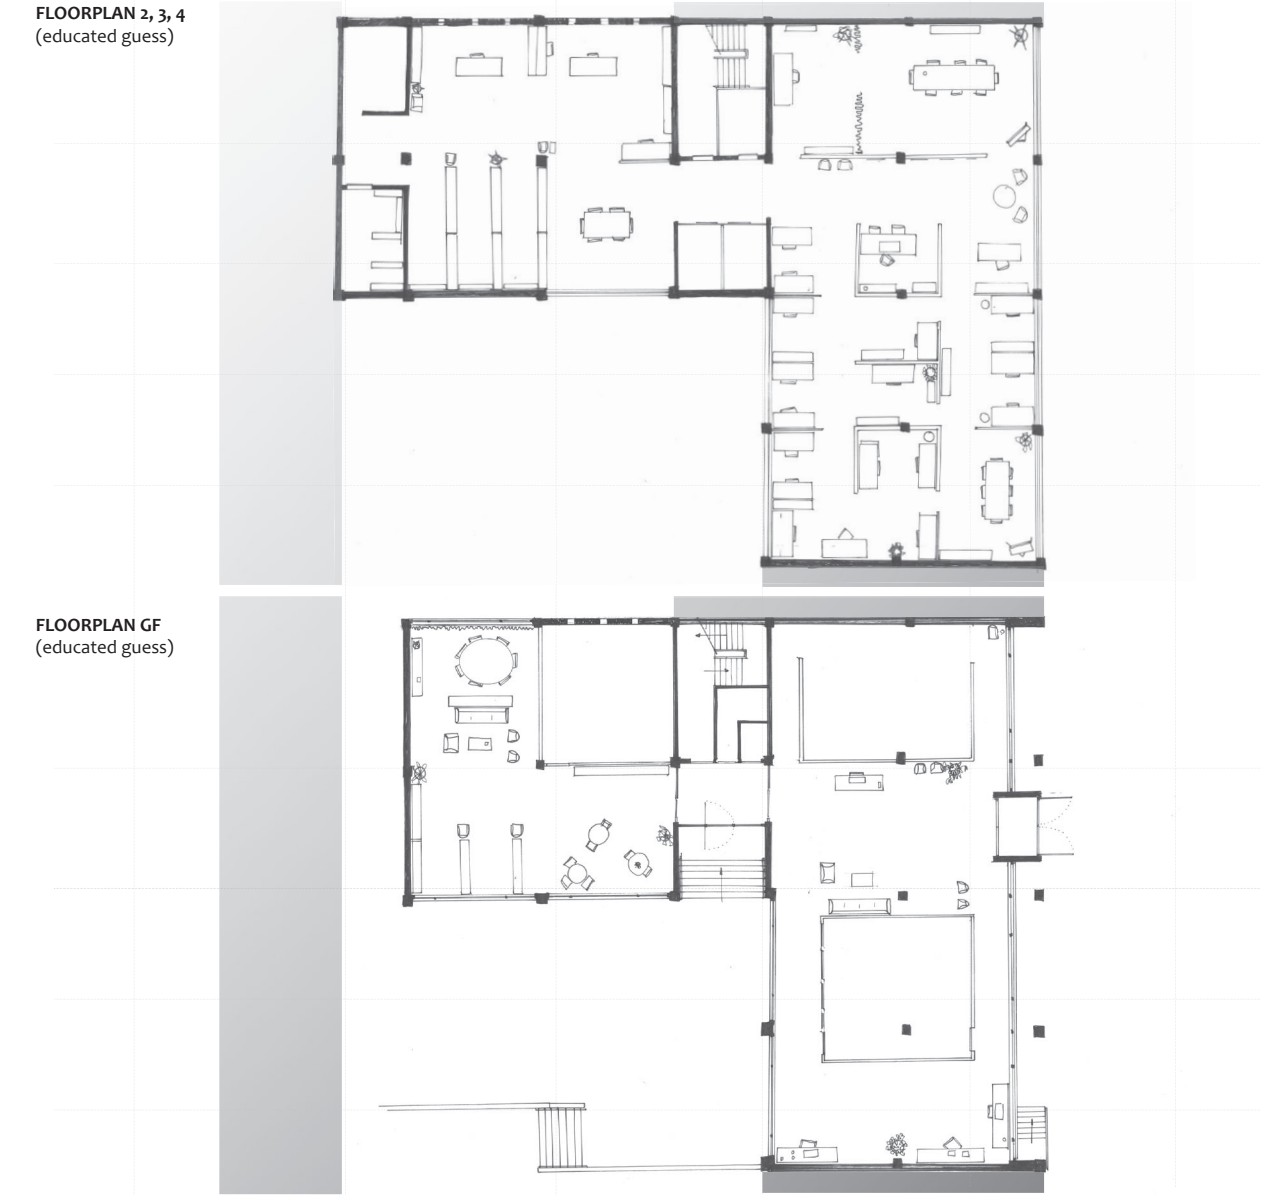 FLOORPLAN 2, 3, 4
(educated guess)
FLOORPLAN GF
(educated guess)